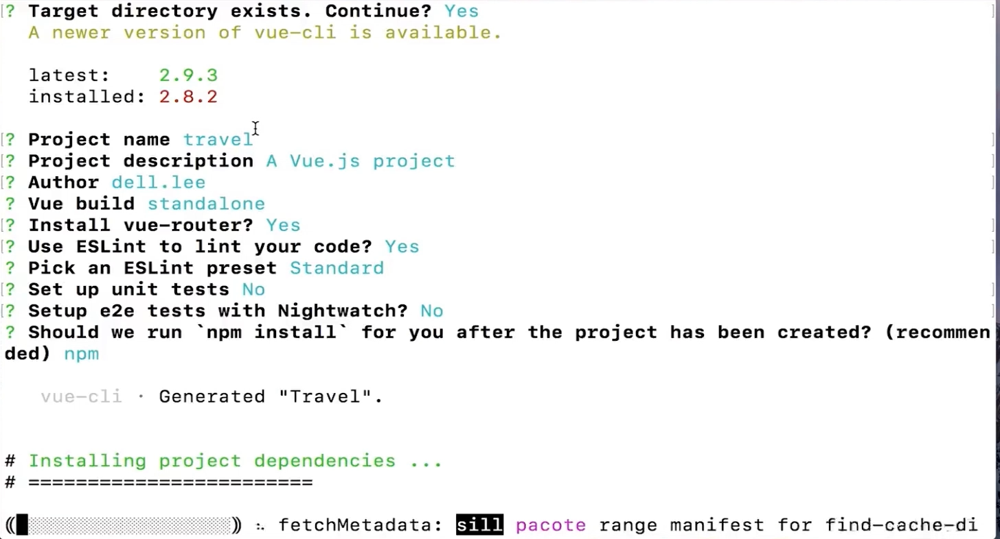 ? Target directory exists. Continue? Yes
A newer version of vue-cli is available.
latest: 2.9.3
installed: 2.8.2
? Project name travel
? Project description A Vue.js project
? Author dell.lee
? Vue build standalone
? Install vue-router? Yes
? Use ESLint to lint your code? Yes
? Pick an ESLint preset Standard
? Set up unit tests No
? Setup e2e tests with Nightwatch? No
? Should we run `npm install` for you after the project has been created? (recommen
ded) npm
vue-cli · Generated "Travel".
# Installing project dependencies ...
# ========================
fetchMetadata: sill pacote range manifest for find-cache-di